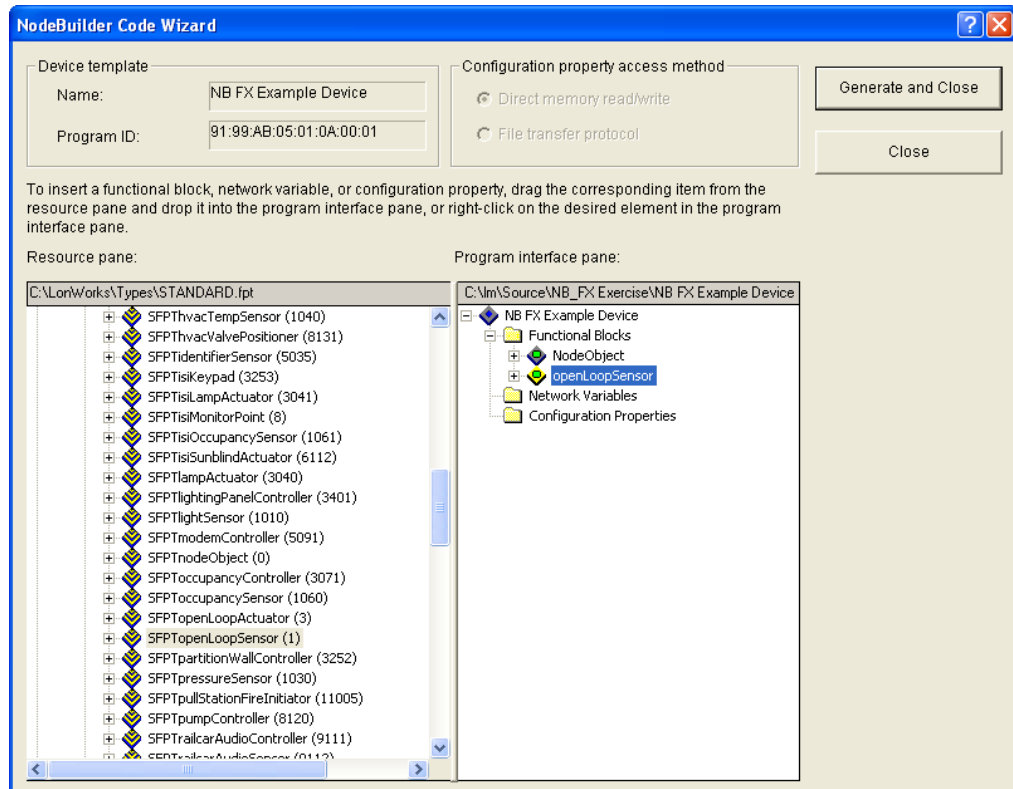 NodeBuilder Code Wizard
Device template
Name:
NB FX Example Device
Program ID:
91:99:AB:05:01:0A:00:01
Configuration property access method
Direct memory read/write
File transfer protocol
Generate and Close
Close
To insert a functional block, network variable, or configuration property, drag the corresponding item from the
resource pane and drop it into the program interface pane, or right-click on the desired element in the program
interface pane.
Resource pane:
C:\LonWorks\Types\STANDARD.fpt
SFPThvacTempSensor (1040)
SFPThvacValvePositioner (8131)
SFPTidentifierSensor (5035)
SFPTisiKeypad (3253)
SFPTisiLampActuator (3041)
SFPTisiMonitorPoint (8)
SFPTisiOccupancySensor (1061)
SFPTisiSunblindActuator (6112)
SFPTlampActuator (3040)
SFPTlightingPanelController (3401)
SFPTlightSensor (1010)
SFPTmodemController (5091)
SFPTnodeObject (0)
SFPToccupancyController (3071)
SFPToccupancySensor (1060)
SFPTopenLoopActuator (3)
SFPTopenLoopSensor (1)
SFPTpartitionWallController (3252)
SFPTpressureSensor (1030)
SFPTpullStationFireInitiator (11005)
SFPTpumpController (8120)
SFPTrailcarAudioController (9111)
SFPTrailcarAudioSensor (9112)
Program interface pane:
C:\lm\Source\NB_FX Exercise\NB FX Example Device
NB FX Example Device
Functional Blocks
NodeObject
openLoopSensor
Network Variables
Configuration Properties